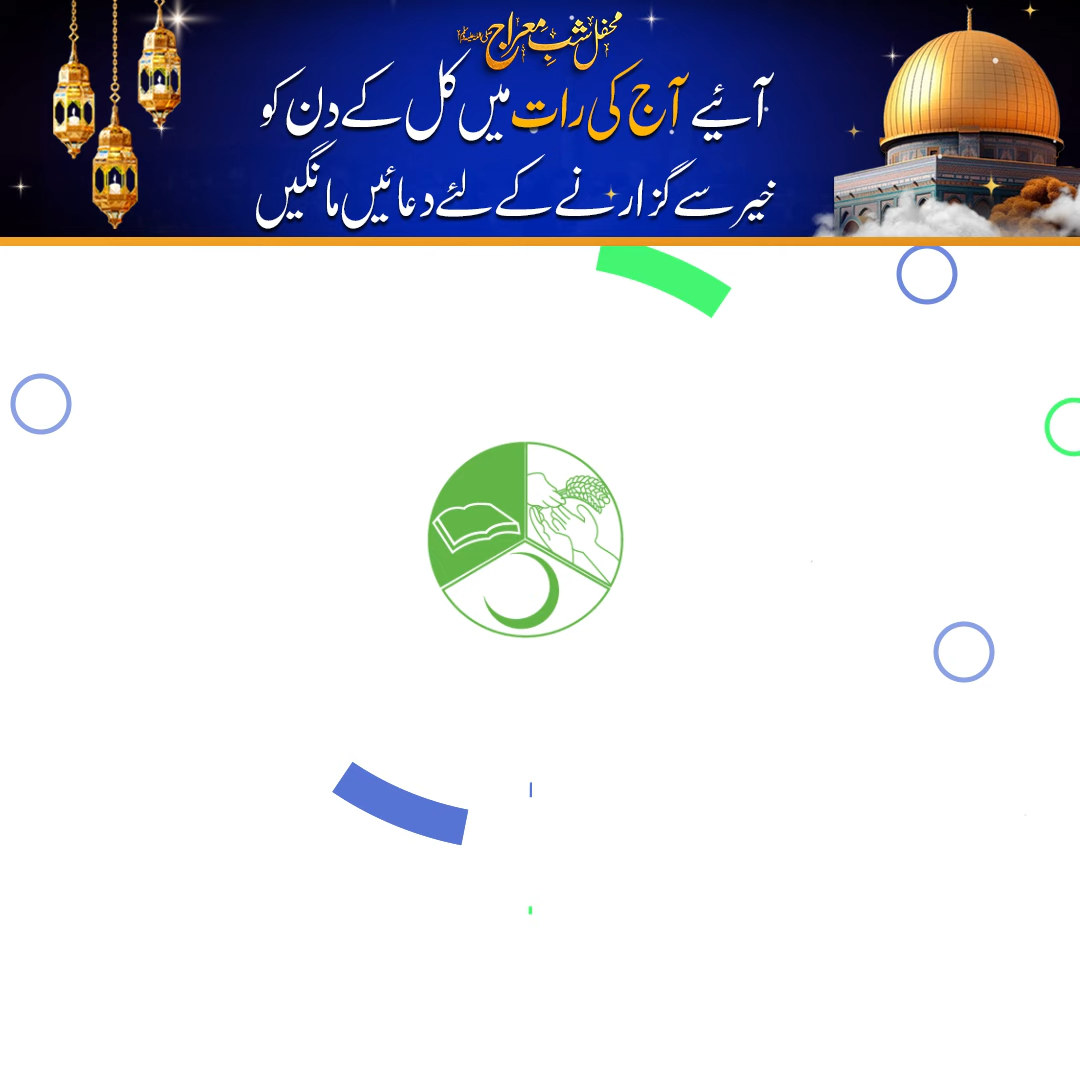 محفل شبِ معراج
آئیے آج کی رات میں کل کے دن کو
خیر سے گزارنے کے لئے دعائیں مانگیں